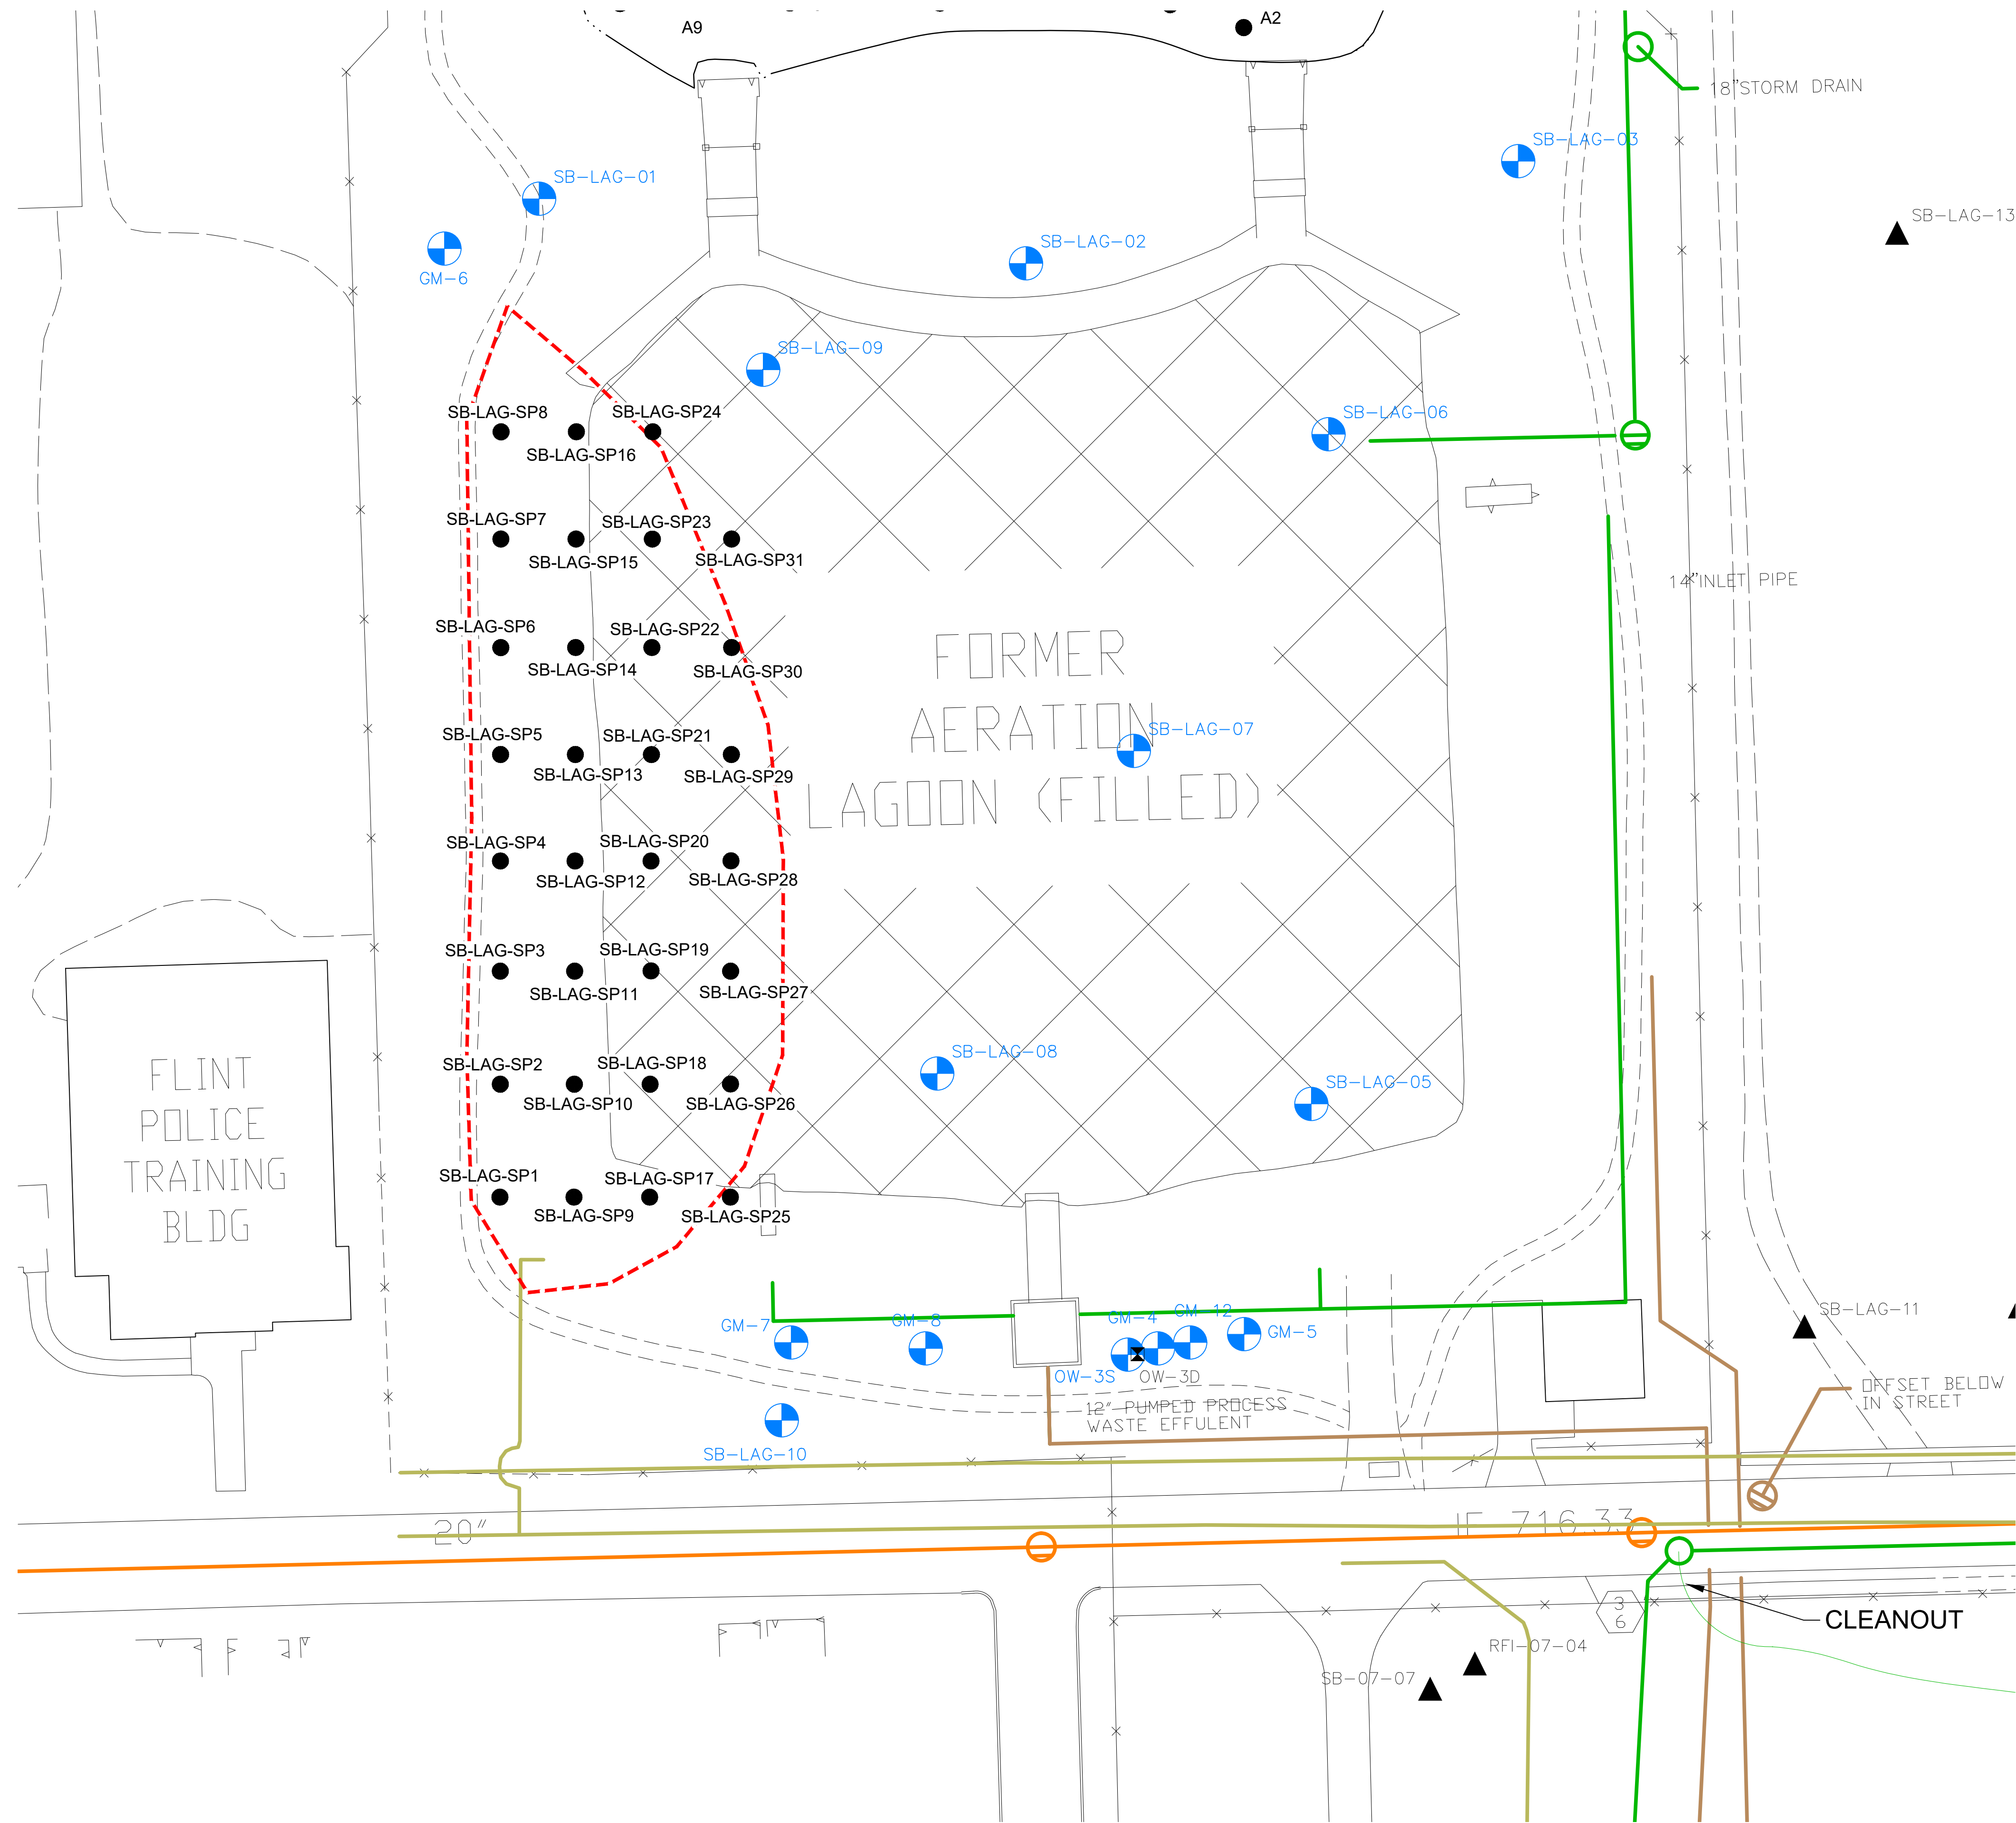 A9
A2
18"STORM DRAIN
SB-LAG-03
SB-LAG-01
SB-LAG-13
SB-LAG-02
GM-6
SB-LAG-09
SB-LAG-06
SB-LAG-SP8
SB-LAG-SP24
SB-LAG-SP16
SB-LAG-SP7
SB-LAG-SP23
SB-LAG-SP15
SB-LAG-SP31
14"INLET PIPE
SB-LAG-SP6
SB-LAG-SP22
SB-LAG-SP14
SB-LAG-SP30
FORMER
AERATION
LAGOON (FILLED)
SB-LAG-07
SB-LAG-SP5
SB-LAG-SP21
SB-LAG-SP13
SB-LAG-SP29
SB-LAG-SP4
SB-LAG-SP20
SB-LAG-SP12
SB-LAG-SP28
SB-LAG-SP3
SB-LAG-SP19
SB-LAG-SP11
SB-LAG-SP27
SB-LAG-08
SB-LAG-05
SB-LAG-SP2
SB-LAG-SP18
SB-LAG-SP10
SB-LAG-SP26
FLINT
POLICE
TRAINING
BLDG
SB-LAG-SP1
SB-LAG-SP17
SB-LAG-SP9
SB-LAG-SP25
GM-7
GM-8
GM-4
GM-12
GM-5
SB-LAG-11
OW-3S
OW-3D
12" PUMPED PROCESS
WASTE EFFULENT
OFFSET BELOW
IN STREET
SB-LAG-10
20"
IE 716.33
3
6
CLEANOUT
RFI-07-04
SB-07-07